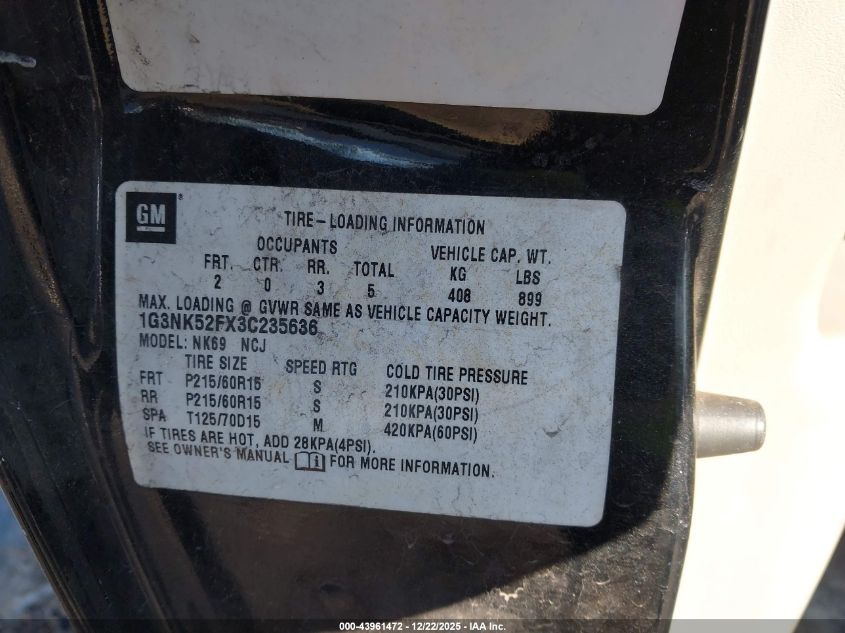 GM
TIRE-LOADING INFORMATION
OCCUPANTS VEHICLE CAP. WT.
FRT. CTR. RR. TOTAL KG LBS
2 0 3 5 408 899
MAX. LOADING @ GVWR SAME AS VEHICLE CAPACITY WEIGHT.
1G3NK52FX3C235636
MODEL: NK69 NCJ
TIRE SIZE SPEED RTG COLD TIRE PRESSURE
FRT P215/60R15 S 210KPA(30PSI)
RR P215/60R15 S 210KPA(30PSI)
SPA T125/70D15 M 420KPA(60PSI)
IF TIRES ARE HOT, ADD 28KPA(4PSI).
SEE OWNER'S MANUAL i FOR MORE INFORMATION.
000-43961472 - 12/22/2025 - IAA Inc.